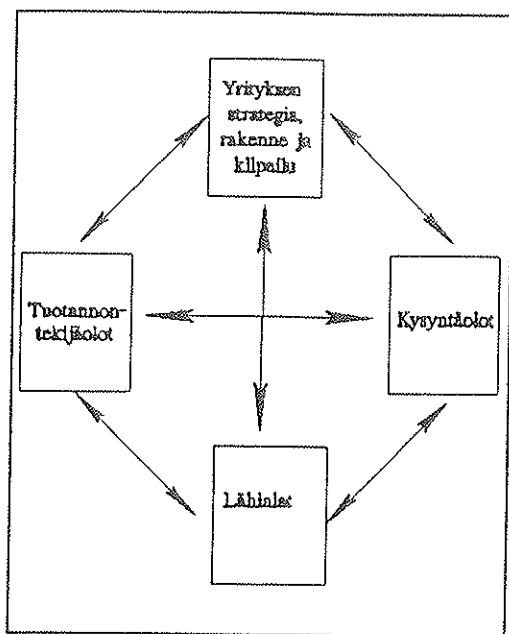 Yrityksen
strategia,
rakenne ja
kilpailu
Tuotannon-
tekijäolot
Kysyntäolot
Lähialat